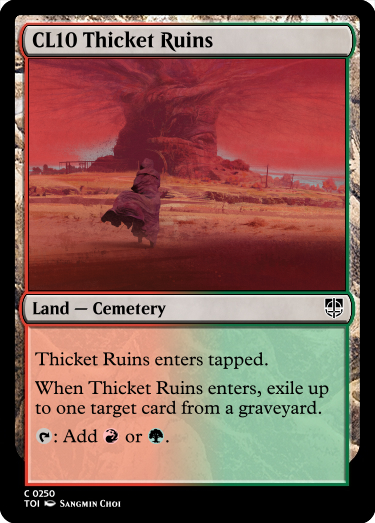 CL10 Thicket Ruins
Land — Cemetery
Thicket Ruins enters tapped.
When Thicket Ruins enters, exile up
to one target card from a graveyard.
: Add or .
C 0250
TOI Sangmin Choi